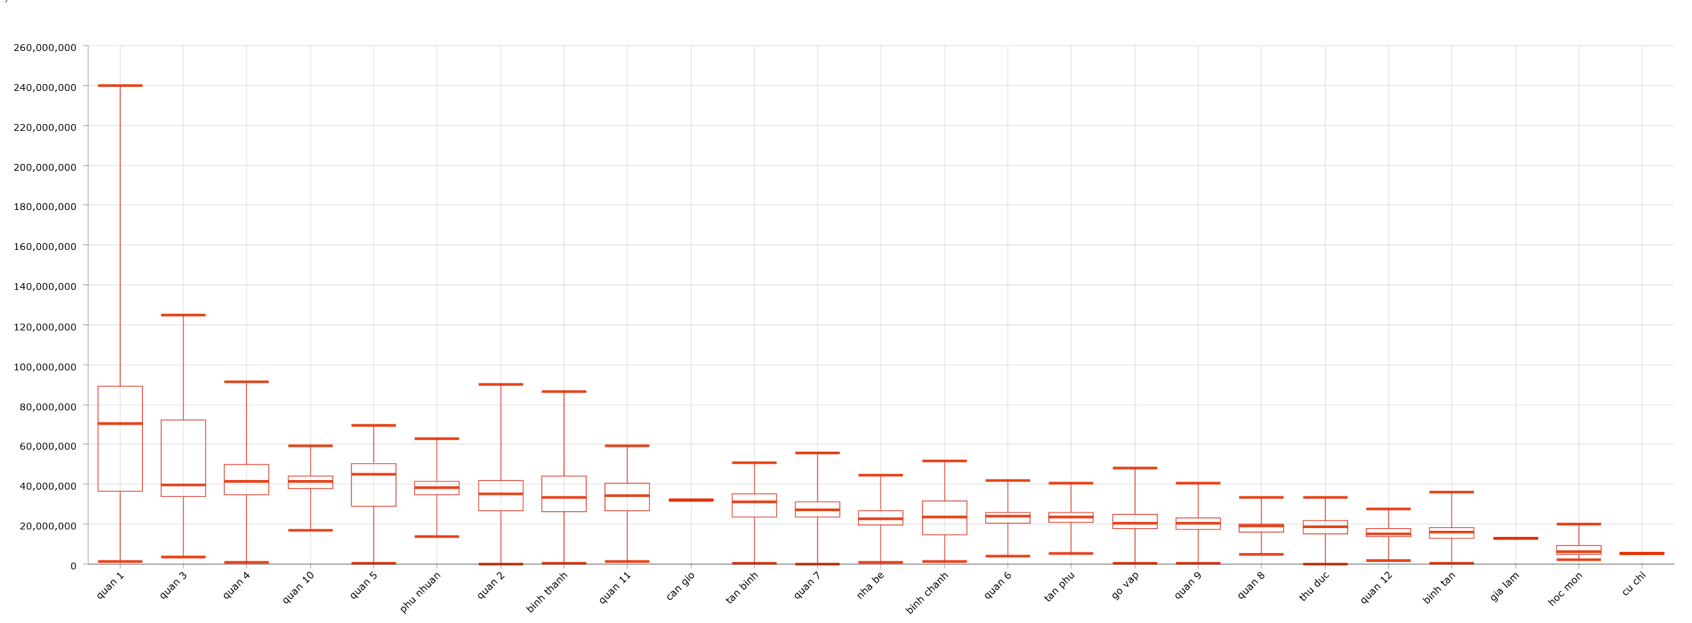 260,000,000
240,000,000
220,000,000
200,000,000
180,000,000
160,000,000
140,000,000
120,000,000
100,000,000
80,000,000
60,000,000
40,000,000
20,000,000
0
quan 1
quan 3
quan 4
quan 10
quan 5
phu nhuan
quan 2
binh thanh
quan 11
can gio
tan binh
quan 7
nha be
binh chanh
quan 6
tan phu
go vap
quan 9
quan 8
thu duc
quan 12
binh tan
gia lam
hoc mon
cu chi